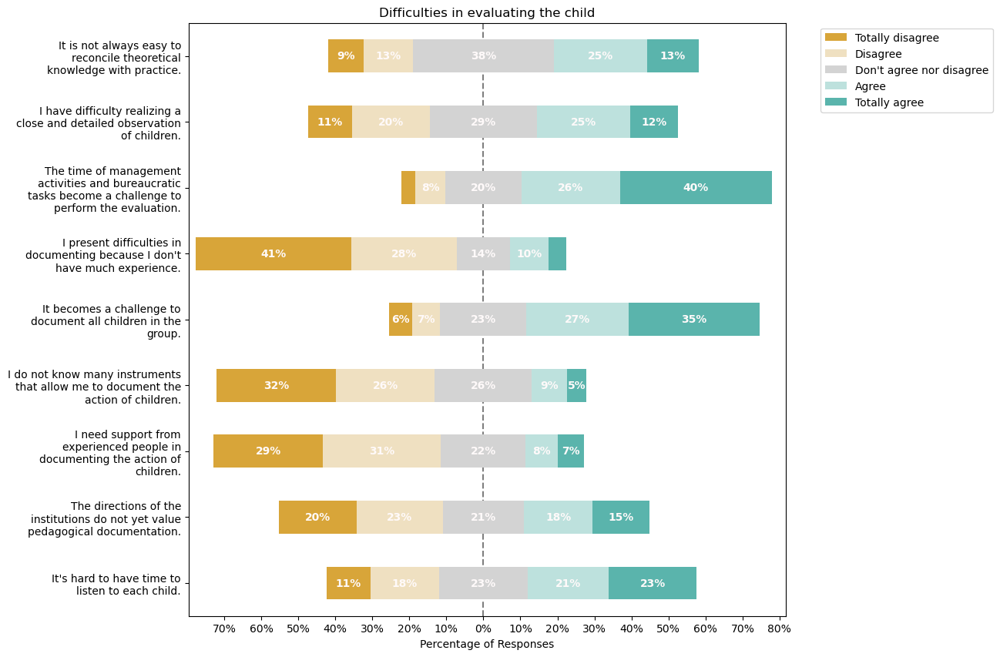 Difficulties in evaluating the child
It is not always easy to
reconcile theoretical
knowledge with practice.
9% 13% 38% 25% 13%
I have difficulty realizing a
close and detailed observation
of children.
11% 20% 29% 25% 12%
The time of management
activities and bureaucratic
tasks become a challenge to
perform the evaluation.
8% 20% 26% 40%
I present difficulties in
documenting because I don't
have much experience.
41% 28% 14% 10%
It becomes a challenge to
document all children in the
group.
6% 7% 23% 27% 35%
I do not know many instruments
that allow me to document the
action of children.
32% 26% 26% 9% 5%
I need support from
experienced people in
documenting the action of
children.
29% 31% 22% 8% 7%
The directions of the
institutions do not yet value
pedagogical documentation.
20% 23% 21% 18% 15%
It's hard to have time to
listen to each child.
11% 18% 23% 21% 23%
70% 60% 50% 40% 30% 20% 10% 0% 10% 20% 30% 40% 50% 60% 70% 80%
Percentage of Responses
Totally disagree
Disagree
Don't agree nor disagree
Agree
Totally agree